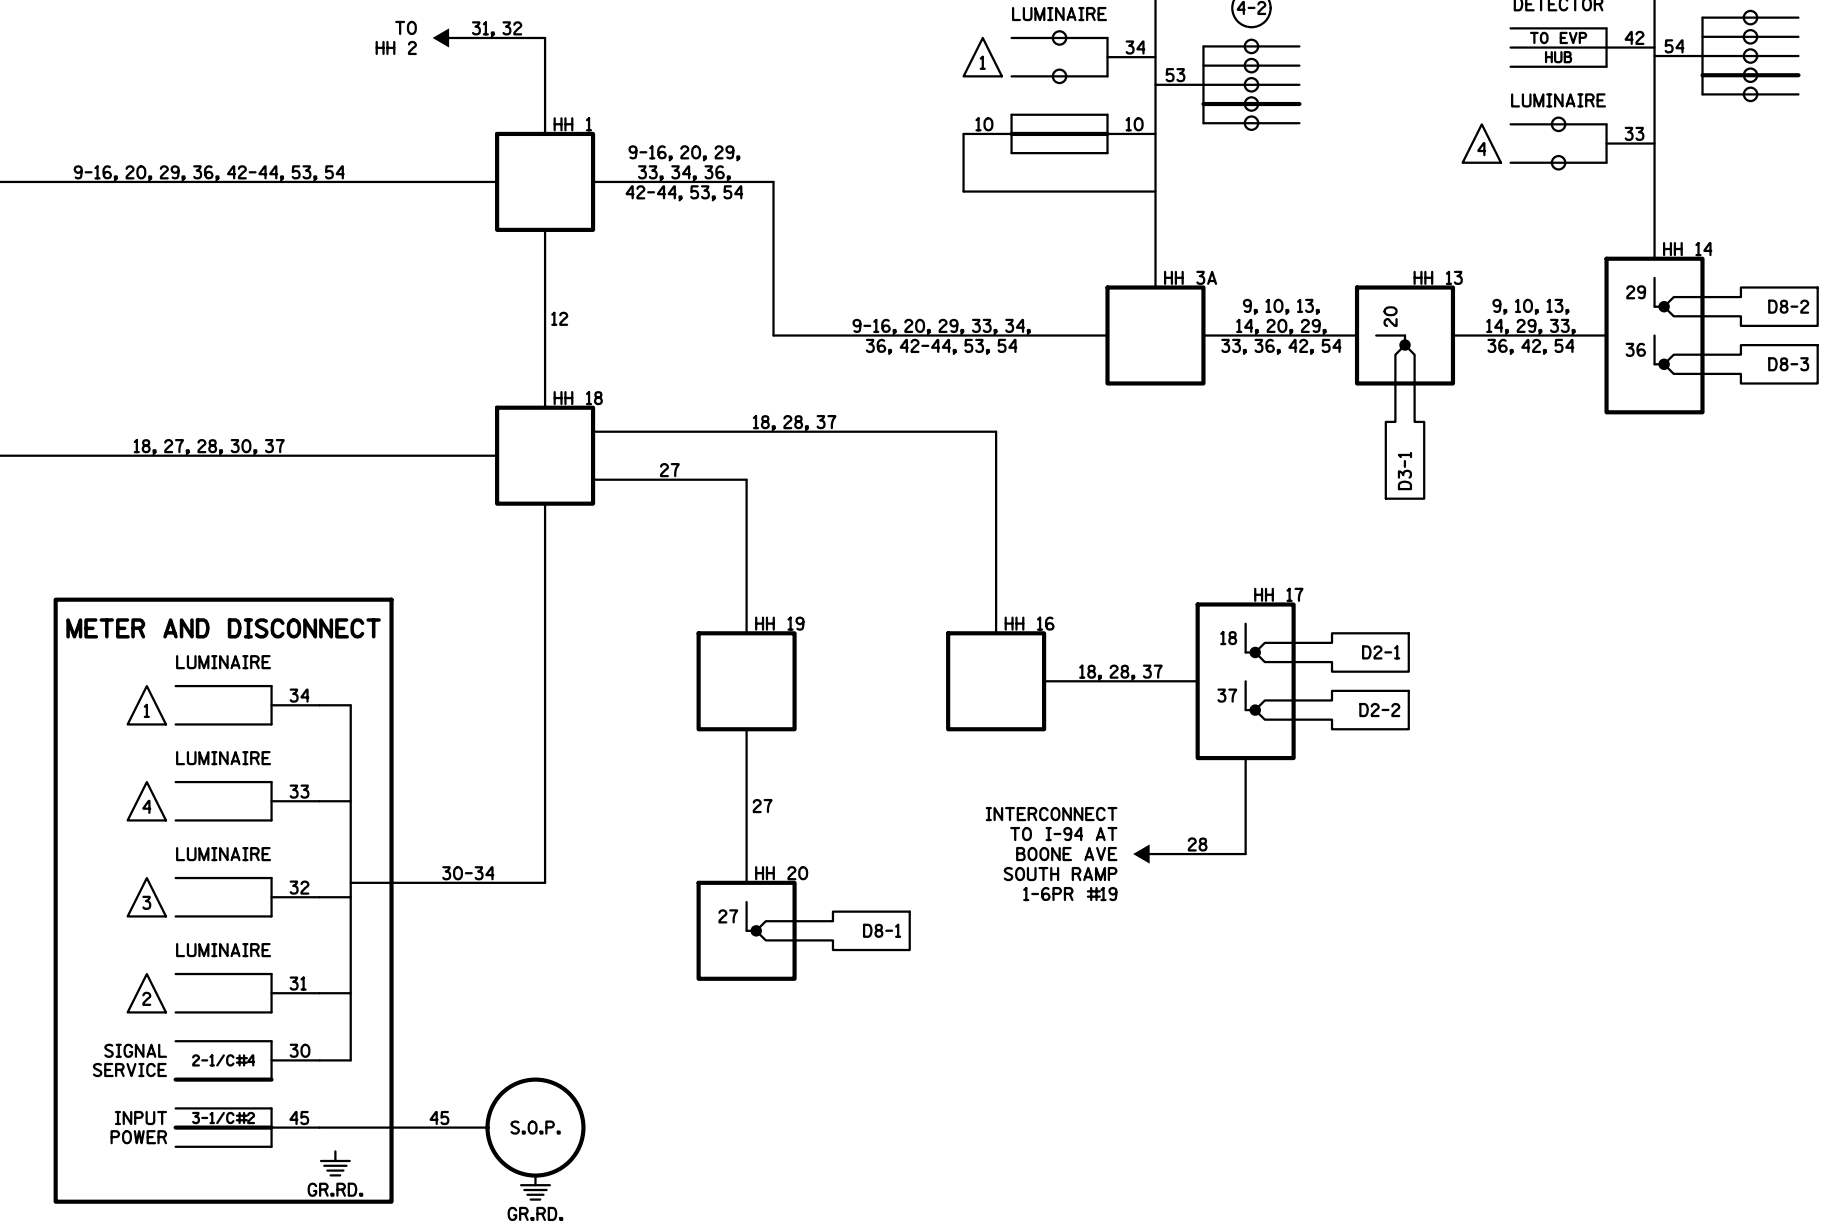 TO
HH 2
31, 32
LUMINAIRE
1
34
4-2
53
10
10
DETECTOR
TO EVP
HUB
42
54
LUMINAIRE
4
33
HH 1
9-16, 20, 29, 36, 42-44, 53, 54
9-16, 20, 29,
33, 34, 36,
42-44, 53, 54
12
HH 3A
9-16, 20, 29, 33, 34,
36, 42-44, 53, 54
9, 10, 13,
14, 20, 29,
33, 36, 42, 54
HH 13
20
D3-1
9, 10, 13,
14, 29, 33,
36, 42, 54
HH 14
29
D8-2
36
D8-3
HH 18
18, 27, 28, 30, 37
18, 28, 37
27
METER AND DISCONNECT
LUMINAIRE
1
34
LUMINAIRE
4
33
LUMINAIRE
3
32
LUMINAIRE
2
31
SIGNAL
SERVICE
2-1/C#4
30
INPUT
POWER
3-1/C#2
45
GR.RD.
30-34
45
S.O.P.
GR.RD.
HH 19
27
HH 20
27
D8-1
HH 16
18, 28, 37
HH 17
18
D2-1
37
D2-2
28
INTERCONNECT
TO I-94 AT
BOONE AVE
SOUTH RAMP
1-6PR #19